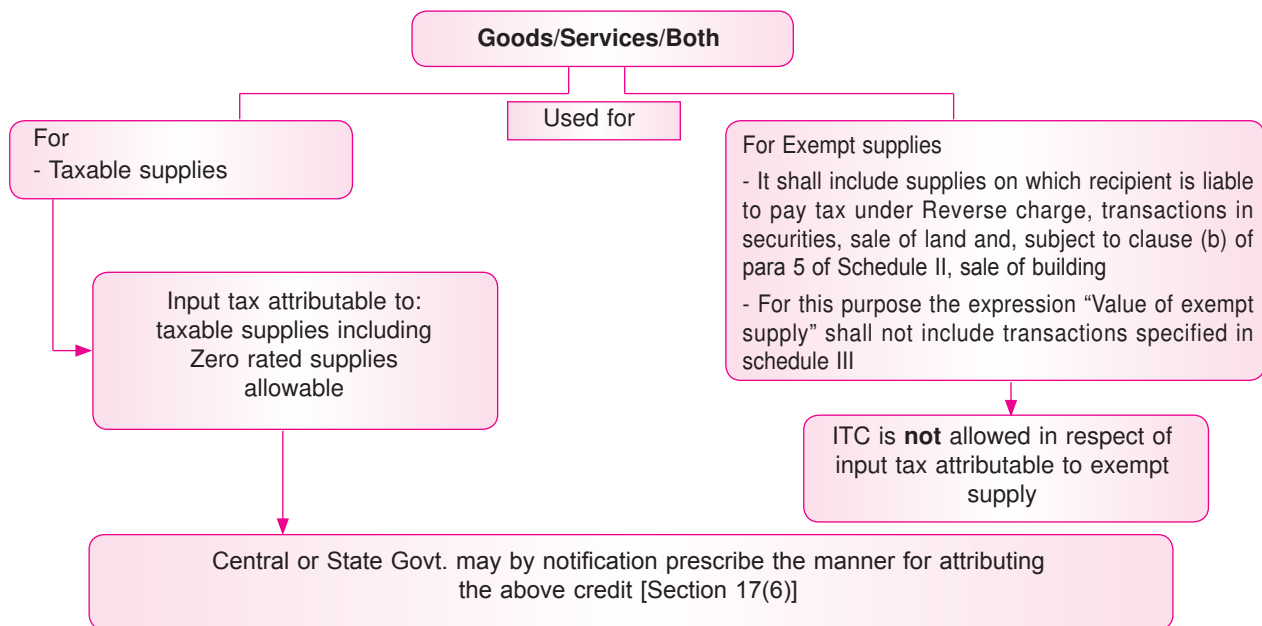 Goods/Services/Both
Used for
For
- Taxable supplies
Input tax attributable to:
taxable supplies including
Zero rated supplies
allowable
For Exempt supplies
- It shall include supplies on which recipient is liable
to pay tax under Reverse charge, transactions in
securities, sale of land and, subject to clause (b) of
para 5 of Schedule II, sale of building
- For this purpose the expression “Value of exempt
supply” shall not include transactions specified in
schedule III
ITC is not allowed in respect of
input tax attributable to exempt
supply
Central or State Govt. may by notification prescribe the manner for attributing
the above credit [Section 17(6)]